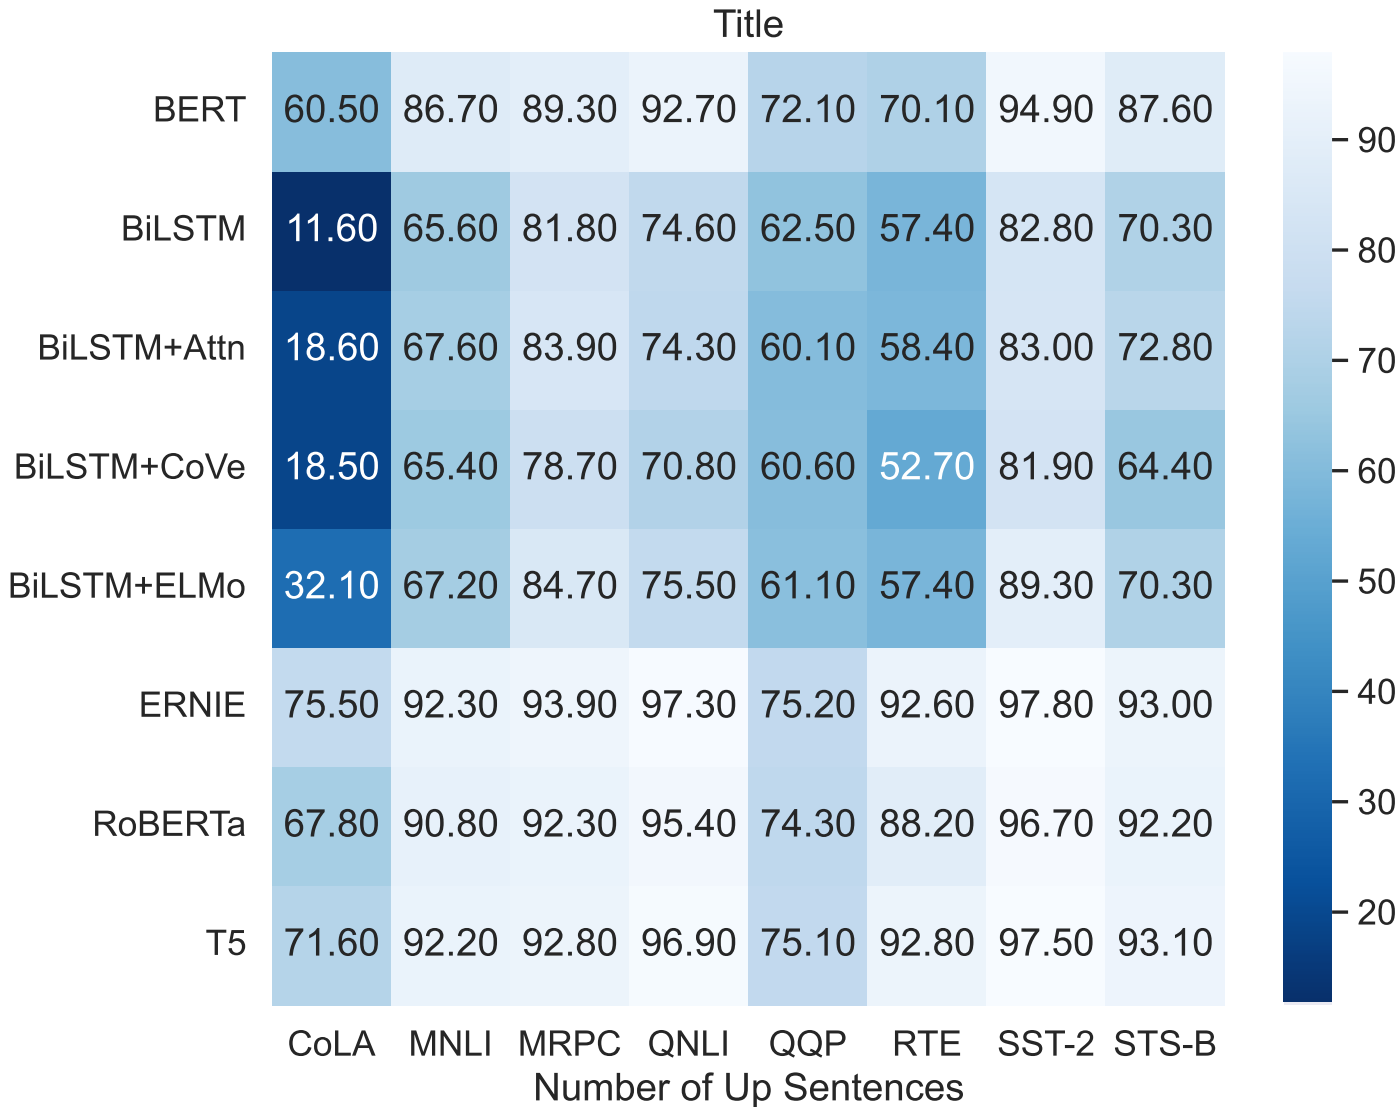 Title
BERT 60.50 86.70 89.30 92.70 72.10 70.10 94.90 87.60
BiLSTM 11.60 65.60 81.80 74.60 62.50 57.40 82.80 70.30
BiLSTM+Attn 18.60 67.60 83.90 74.30 60.10 58.40 83.00 72.80
BiLSTM+CoVe 18.50 65.40 78.70 70.80 60.60 52.70 81.90 64.40
BiLSTM+ELMo 32.10 67.20 84.70 75.50 61.10 57.40 89.30 70.30
ERNIE 75.50 92.30 93.90 97.30 75.20 92.60 97.80 93.00
RoBERTa 67.80 90.80 92.30 95.40 74.30 88.20 96.70 92.20
T5 71.60 92.20 92.80 96.90 75.10 92.80 97.50 93.10
CoLA MNLI MRPC QNLI QQP RTE SST-2 STS-B
Number of Up Sentences
90
80
70
60
50
40
30
20